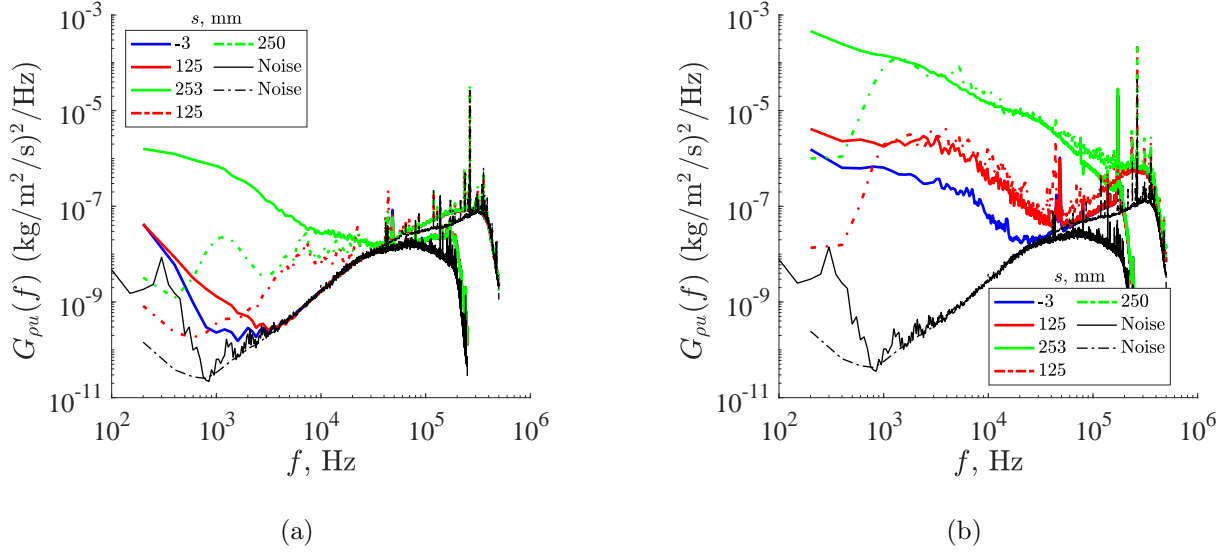 s, mm
-3
250
125
Noise
253
Noise
125
10^-3
10^-5
10^-7
10^-9
10^-11
G_ρu(f) (kg/m^2/s)^2/Hz)
10^2 10^3 10^4 10^5 10^6
f, Hz
(a)
10^-3
10^-5
10^-7
10^-9
10^-11
G_ρu(f) (kg/m^2/s)^2/Hz)
s, mm
-3
250
125
Noise
253
Noise
125
10^2 10^3 10^4 10^5 10^6
f, Hz
(b)